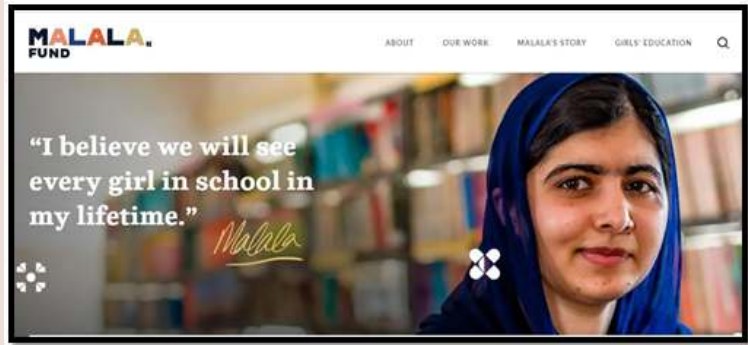 MALALA.
FUND
ABOUT OUR WORK MALALA'S STORY GIRLS' EDUCATION
“I believe we will see
every girl in school in
my lifetime.”
Malala